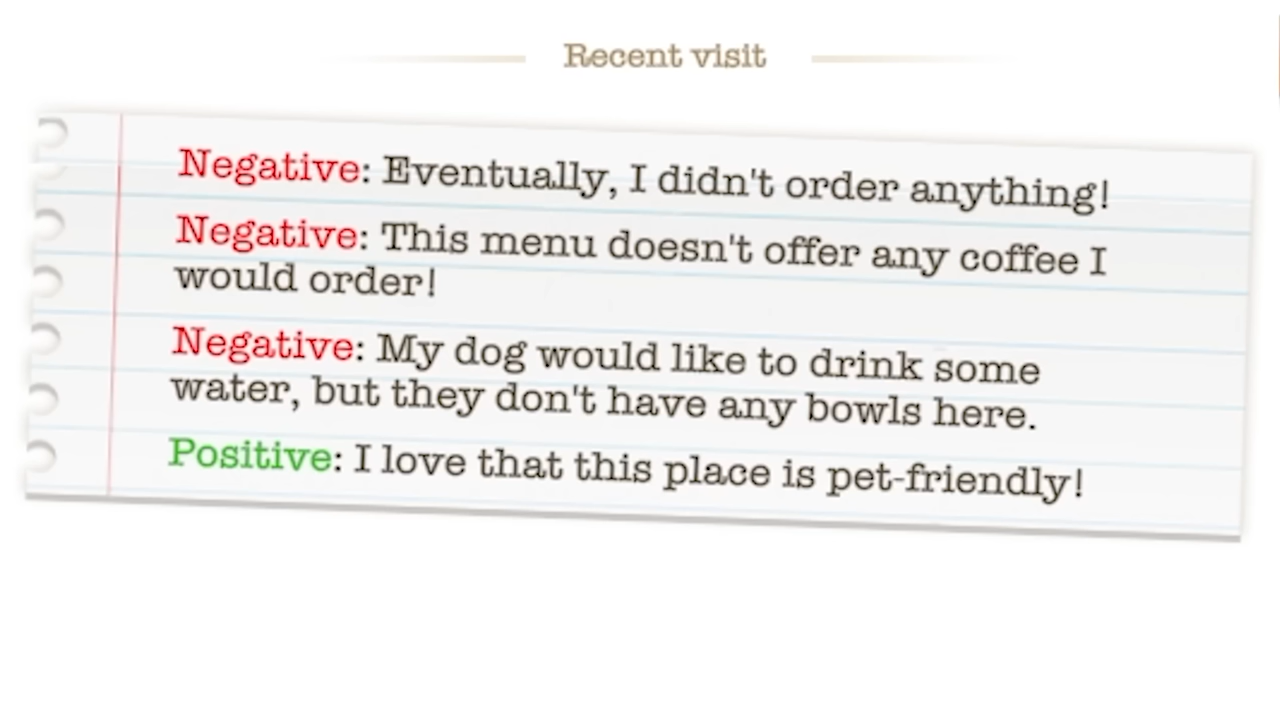 Recent visit
Negative: Eventually, I didn't order anything!
Negative: This menu doesn't offer any coffee I
would order!
Negative: My dog would like to drink some
water, but they don't have any bowls here.
Positive: I love that this place is pet-friendly!